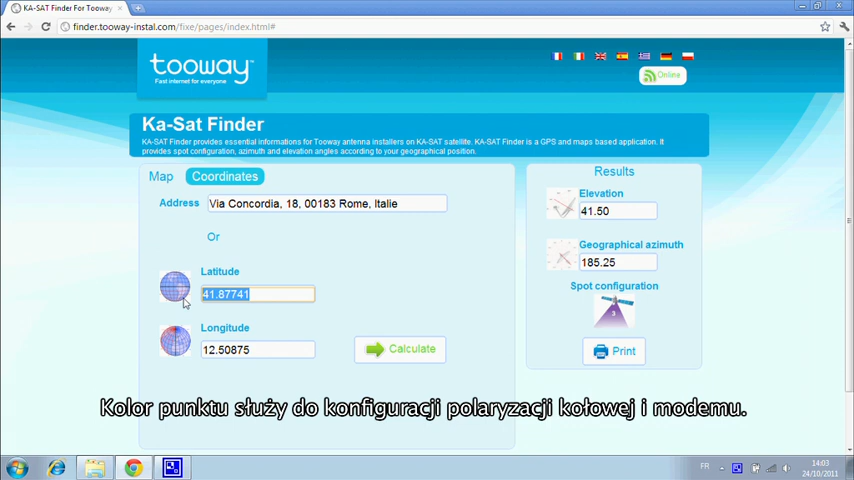 KA-SAT Finder For Tooway
finder.tooway-instal.com/fixe/pages/index.html#
tooway™
Fast internet for everyone
Online
Ka-Sat Finder
KA-SAT Finder provides essential informations for Tooway antenna installers on KA-SAT satellite. KA-SAT Finder is a GPS and maps based application. It
provides spot configuration, azimuth and elevation angles according to your geographical position.
Map Coordinates
Address Via Concordia, 18, 00183 Rome, Italie
Or
Latitude
41.87741
Longitude
12.50875
Calculate
Results
Elevation
41.50
Geographical azimuth
185.25
Spot configuration
3
Print
Kolor punktu służy do konfiguracji polaryzacji kołowej i modemu.
FR
14:03
24/10/2011